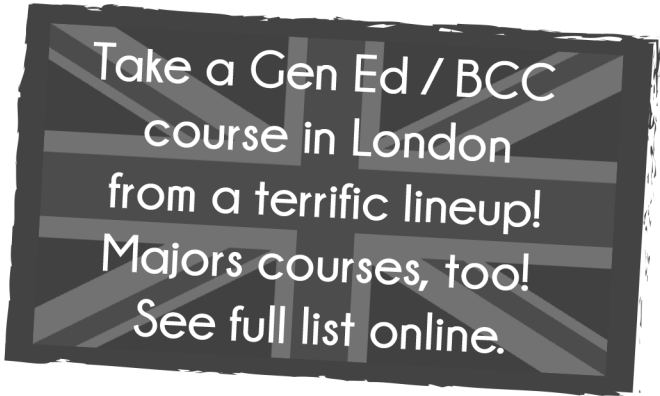 Take a Gen Ed / BCC
course in London
from a terrific lineup!
Majors courses, too!
See full list online.